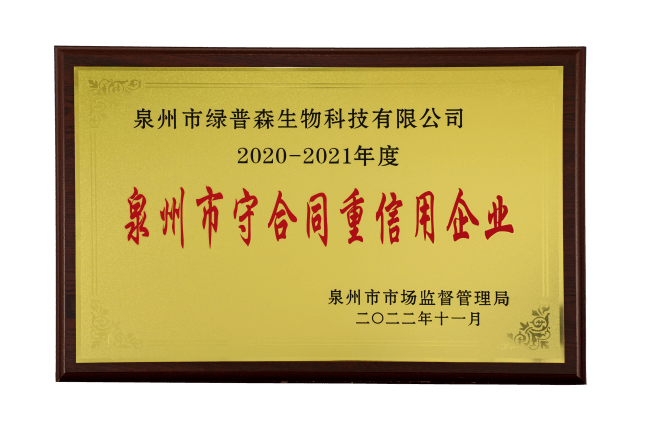 泉州市绿普森生物科技有限公司
2020-2021年度
泉州市守合同重信用企业
泉州市市场监督管理局
二〇二二年十一月